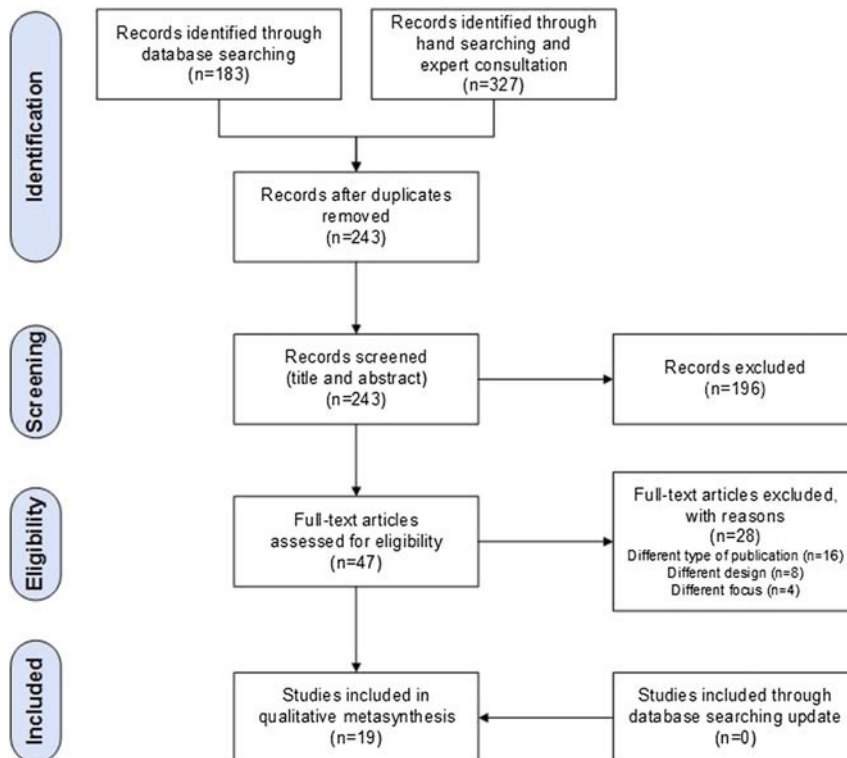 Identification
Records identified through
database searching
(n=183)
Records identified through
hand searching and
expert consultation
(n=327)
Records after duplicates
removed
(n=243)
Screening
Records screened
(title and abstract)
(n=243)
Records excluded
(n=196)
Eligibility
Full-text articles
assessed for eligibility
(n=47)
Full-text articles excluded,
with reasons
(n=28)
Different type of publication (n=16)
Different design (n=8)
Different focus (n=4)
Included
Studies included in
qualitative metasynthesis
(n=19)
Studies included through
database searching update
(n=0)